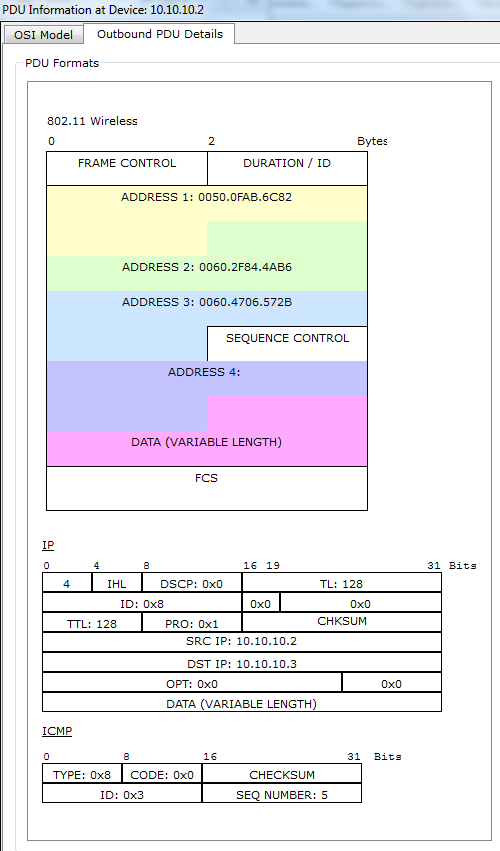 PDU Information at Device: 10.10.10.2
OSI Model Outbound PDU Details
PDU Formats
802.11 Wireless
0 2 Bytes
FRAME CONTROL DURATION / ID
ADDRESS 1: 0050.0FAB.6C82
ADDRESS 2: 0060.2F84.4AB6
ADDRESS 3: 0060.4706.572B
SEQUENCE CONTROL
ADDRESS 4:
DATA (VARIABLE LENGTH)
FCS
IP
0 4 8 16 19 31 Bits
4 IHL DSCP: 0x0 TL: 128
ID: 0x8 0x0 0x0
TTL: 128 PRO: 0x1 CHKSUM
SRC IP: 10.10.10.2
DST IP: 10.10.10.3
OPT: 0x0 0x0
DATA (VARIABLE LENGTH)
ICMP
0 8 16 31 Bits
TYPE: 0x8 CODE: 0x0 CHECKSUM
ID: 0x3 SEQ NUMBER: 5